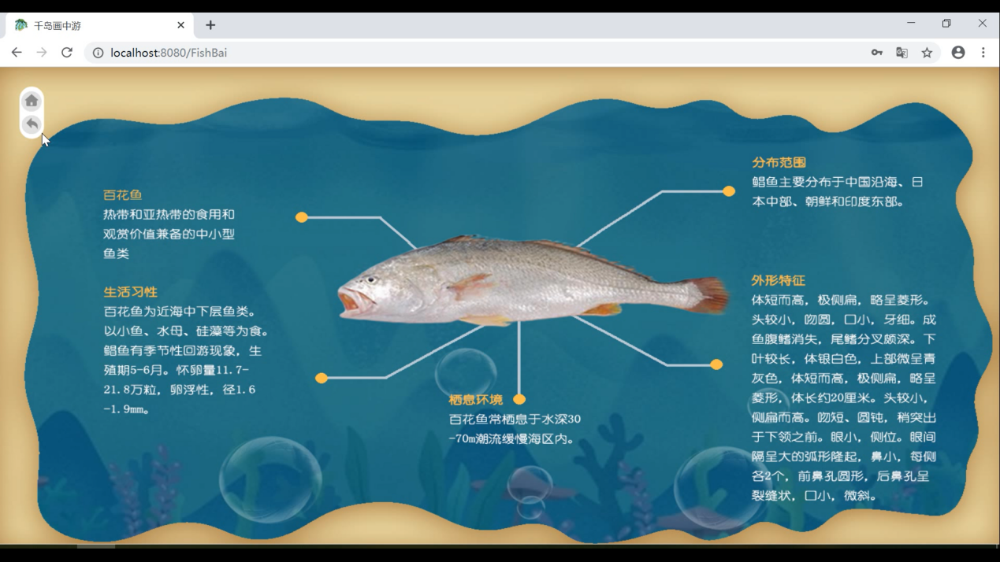 千岛画中游
localhost:8080/FishBai
百花鱼
热带和亚热带的食用和
观赏价值兼备的中小型
鱼类
生活习性
百花鱼为近海中下层鱼类。
以小鱼、水母、硅藻等为食。
鲳鱼有季节性回游现象，生
殖期5-6月。怀卵量11.7-
21.8万粒，卵浮性，径1.6
-1.9mm。
栖息环境
百花鱼常栖息于水深30
-70m潮流缓慢海区内。
分布范围
鲳鱼主要分布于中国沿海、日
本中部、朝鲜和印度东部。
外形特征
体短而高，极侧扁，略呈菱形。
头较小，吻圆，口小，牙细。成
鱼腹鳍消失，尾鳍分叉颇深。下
叶较长，体银白色，上部微呈青
灰色，体短而高，极侧扁，略呈
菱形，体长约20厘米。头较小，
侧扁而高。吻短、圆钝，稍突出
于下颌之前。眼小，侧位。眼间
隔呈大的弧形隆起，鼻小，每侧
各2个，前鼻孔圆形，后鼻孔呈
裂缝状，口小，微斜。